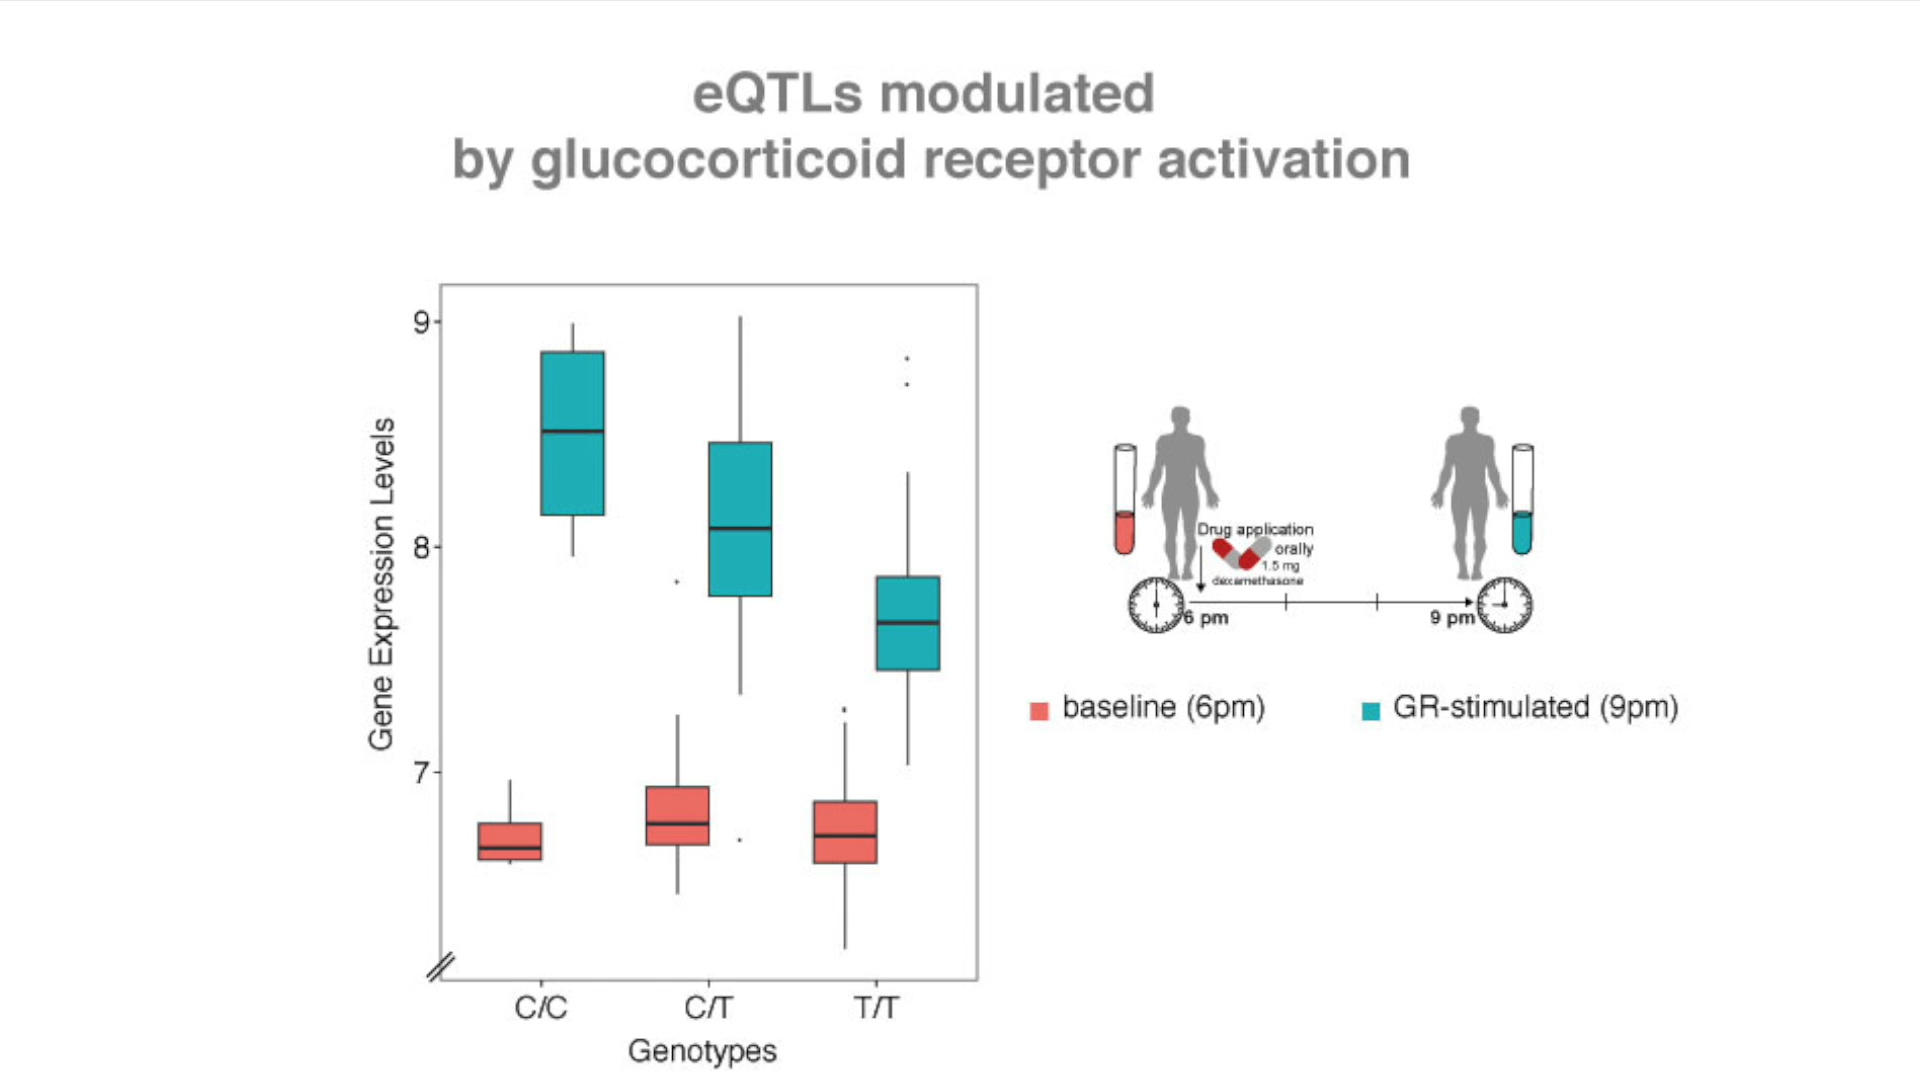 eQTLs modulated
by glucocorticoid receptor activation
Gene Expression Levels
9
8
7
C/C
C/T
T/T
Genotypes
Drug application
orally
1.5 mg
dexamethasone
6 pm
9 pm
baseline (6pm)
GR-stimulated (9pm)